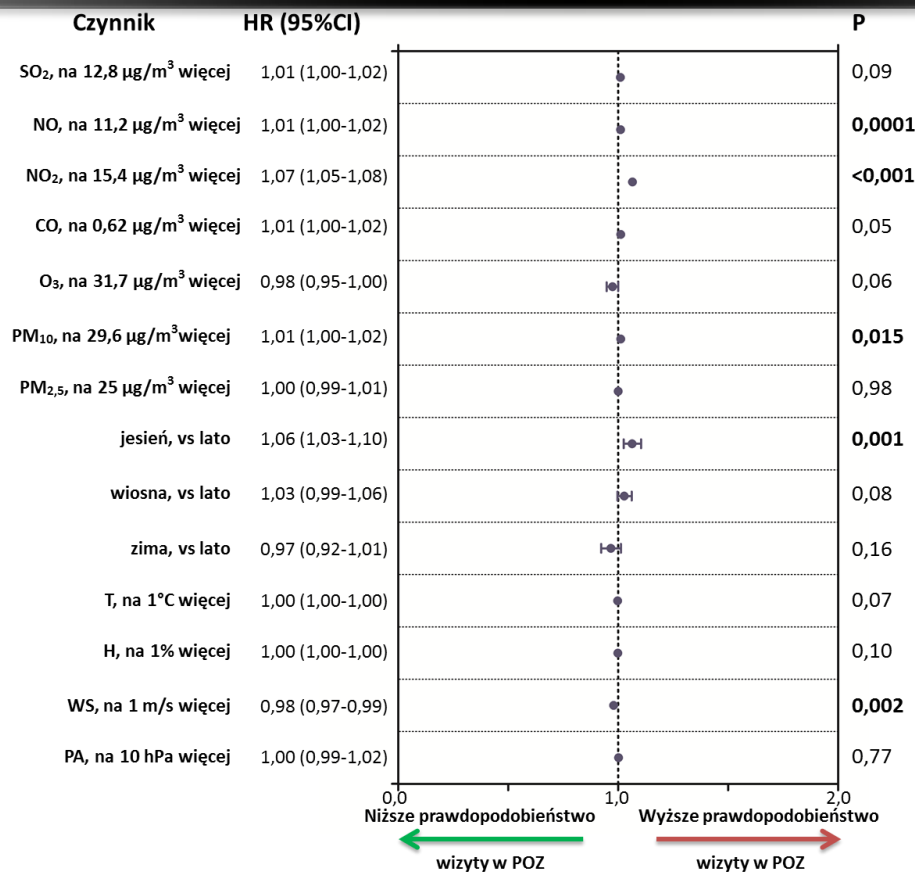 Czynnik HR (95%CI) P
SO₂, na 12,8 µg/m³ więcej 1,01 (1,00-1,02) 0,09
NO, na 11,2 µg/m³ więcej 1,01 (1,00-1,02) 0,0001
NO₂, na 15,4 µg/m³ więcej 1,07 (1,05-1,08) <0,001
CO, na 0,62 µg/m³ więcej 1,01 (1,00-1,02) 0,05
O₃, na 31,7 µg/m³ więcej 0,98 (0,95-1,00) 0,06
PM₁₀, na 29,6 µg/m³ więcej 1,01 (1,00-1,02) 0,015
PM₂,₅, na 25 µg/m³ więcej 1,00 (0,99-1,01) 0,98
jesień, vs lato 1,06 (1,03-1,10) 0,001
wiosna, vs lato 1,03 (0,99-1,06) 0,08
zima, vs lato 0,97 (0,92-1,01) 0,16
T, na 1°C więcej 1,00 (1,00-1,00) 0,07
H, na 1% więcej 1,00 (1,00-1,00) 0,10
WS, na 1 m/s więcej 0,98 (0,97-0,99) 0,002
PA, na 10 hPa więcej 1,00 (0,99-1,02) 0,77
0,0 1,0 2,0
Niższe prawdopodobieństwo Wyższe prawdopodobieństwo
wizyty w POZ wizyty w POZ